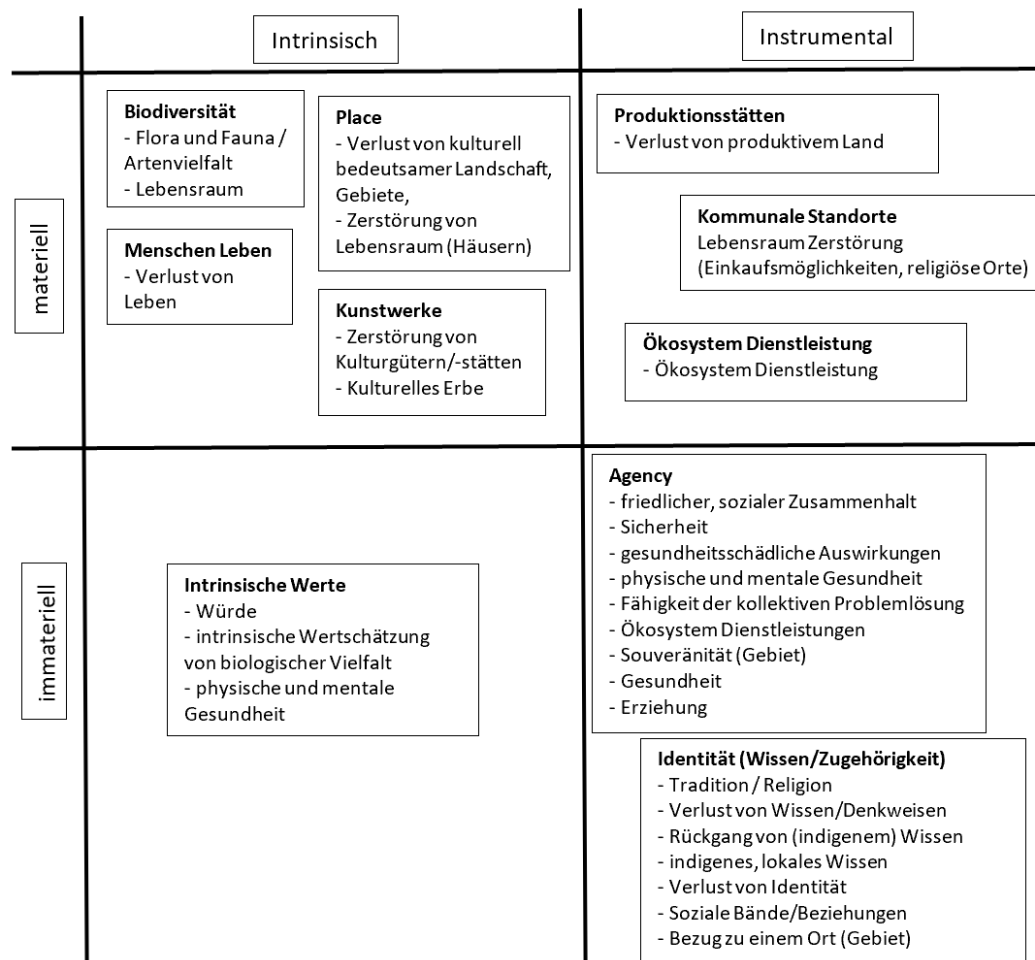 Intrinsisch
Instrumental
materiell
Biodiversität
- Flora und Fauna /
Artenvielfalt
- Lebensraum
Menschen Leben
- Verlust von
Leben
Place
- Verlust von kulturell
bedeutsamer Landschaft,
Gebiete,
- Zerstörung von
Lebensraum (Häusern)
Kunstwerke
- Zerstörung von
Kulturgütern/-stätten
- Kulturelles Erbe
Produktionsstätten
- Verlust von produktivem Land
Kommunale Standorte
Lebensraum Zerstörung
(Einkaufsmöglichkeiten, religiöse Orte)
Ökosystem Dienstleistung
- Ökosystem Dienstleistung
immateriell
Intrinsische Werte
- Würde
- intrinsische Wertschätzung
von biologischer Vielfalt
- physische und mentale
Gesundheit
Agency
- friedlicher, sozialer Zusammenhalt
- Sicherheit
- gesundheitsschädliche Auswirkungen
- physische und mentale Gesundheit
- Fähigkeit der kollektiven Problemlösung
- Ökosystem Dienstleistungen
- Souveränität (Gebiet)
- Gesundheit
- Erziehung
Identität (Wissen/Zugehörigkeit)
- Tradition / Religion
- Verlust von Wissen/Denkweisen
- Rückgang von (indigenem) Wissen
- indigenes, lokales Wissen
- Verlust von Identität
- Soziale Bände/Beziehungen
- Bezug zu einem Ort (Gebiet)